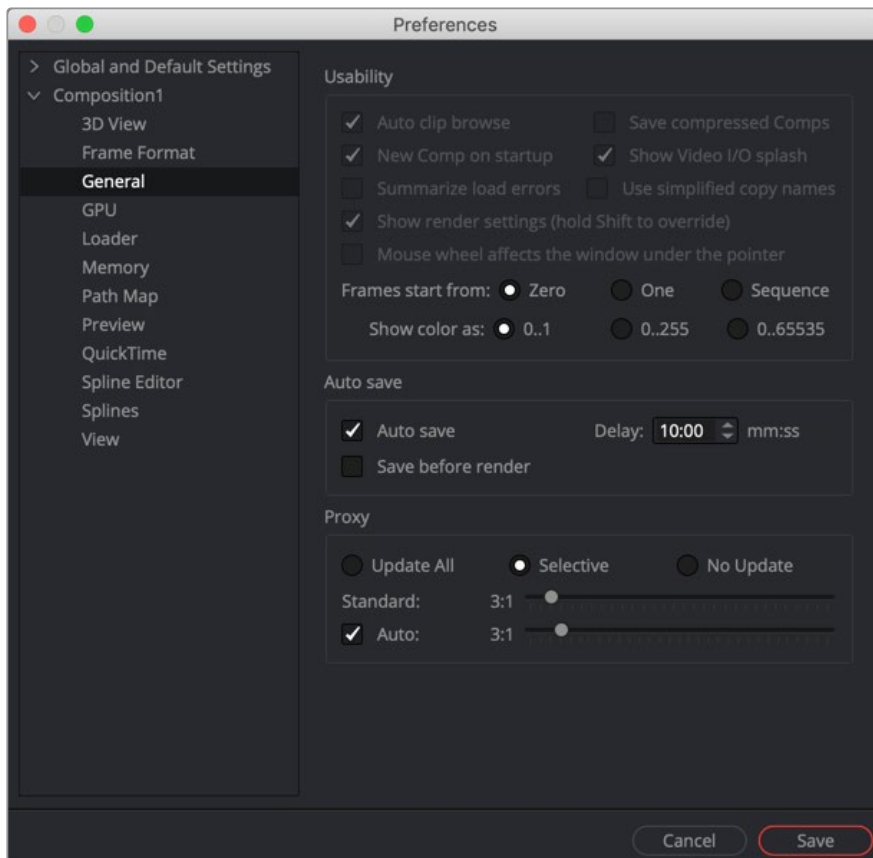 Preferences
Global and Default Settings
Composition1
3D View
Frame Format
General
GPU
Loader
Memory
Path Map
Preview
QuickTime
Spline Editor
Splines
View
Usability
Auto clip browse Save compressed Comps
New Comp on startup Show Video I/O splash
Summarize load errors Use simplified copy names
Show render settings (hold Shift to override)
Mouse wheel affects the window under the pointer
Frames start from: Zero One Sequence
Show color as: 0..1 0..255 0..65535
Auto save
Auto save Delay: 10:00 mm:ss
Save before render
Proxy
Update All Selective No Update
Standard: 3:1
Auto: 3:1
Cancel Save